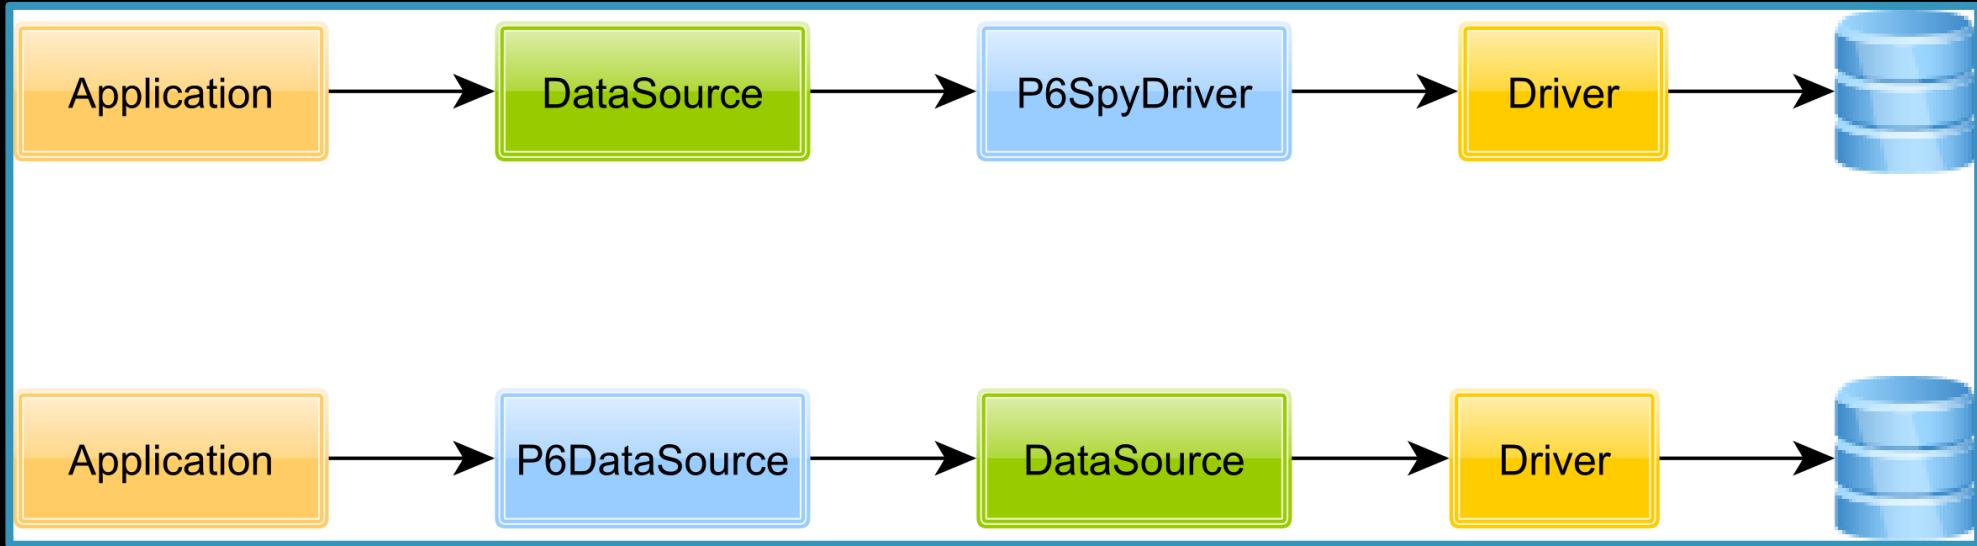 Application
DataSource
P6SpyDriver
Driver
Application
P6DataSource
DataSource
Driver